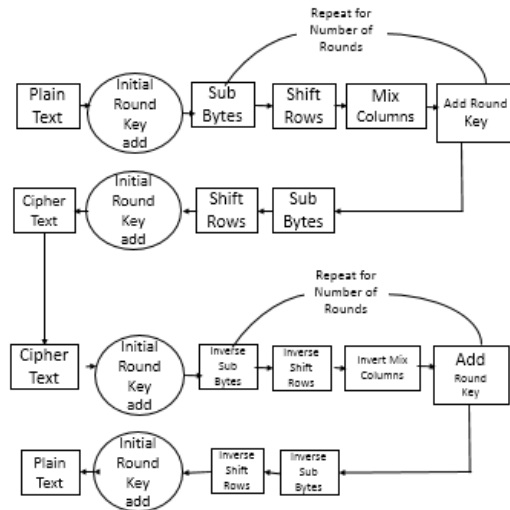 Repeat for
Number of
Rounds
Plain
Text
Initial
Round
Key
add
Sub
Bytes
Shift
Rows
Mix
Columns
Add Round
Key
Cipher
Text
Initial
Round
Key
add
Shift
Rows
Sub
Bytes
Repeat for
Number of
Rounds
Cipher
Text
Initial
Round
Key
add
Inverse
Sub
Bytes
Inverse
Shift
Rows
Invert Mix
Columns
Add
Round
Key
Plain
Text
Initial
Round
Key
add
Inverse
Shift
Rows
Inverse
Sub
Bytes